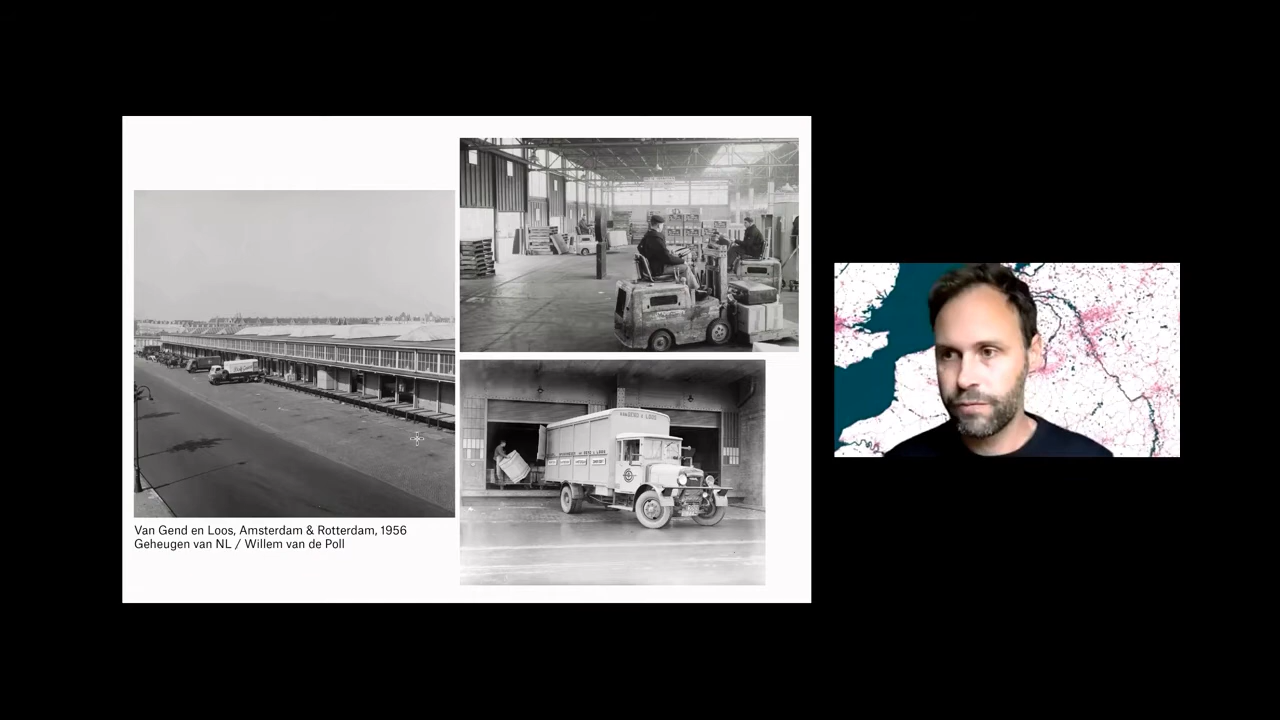 Van Gend en Loos, Amsterdam & Rotterdam, 1956
Geheugen van NL / Willem van de Poll